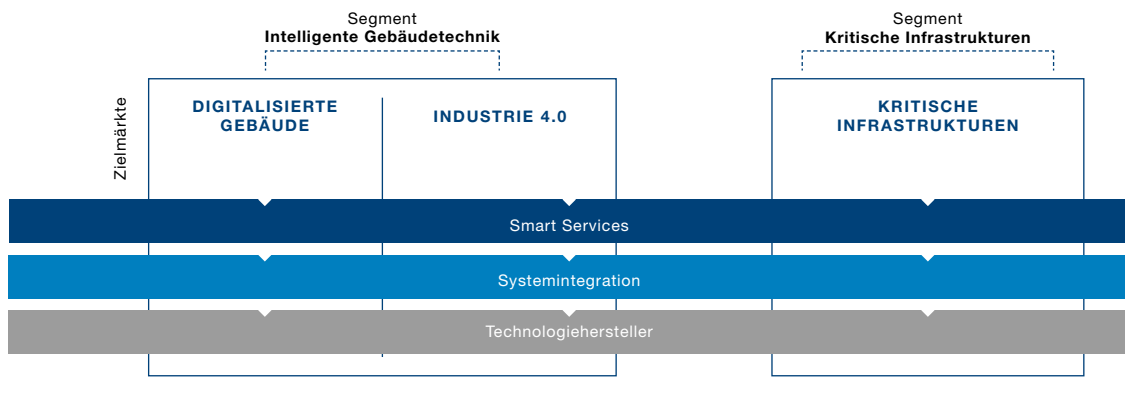 Segment
Intelligente Gebäudetechnik
Segment
Kritische Infrastrukturen
Zielmärkte
DIGITALISIERTE
GEBÄUDE
INDUSTRIE 4.0
KRITISCHE
INFRASTRUKTUREN
Smart Services
Systemintegration
Technologiehersteller